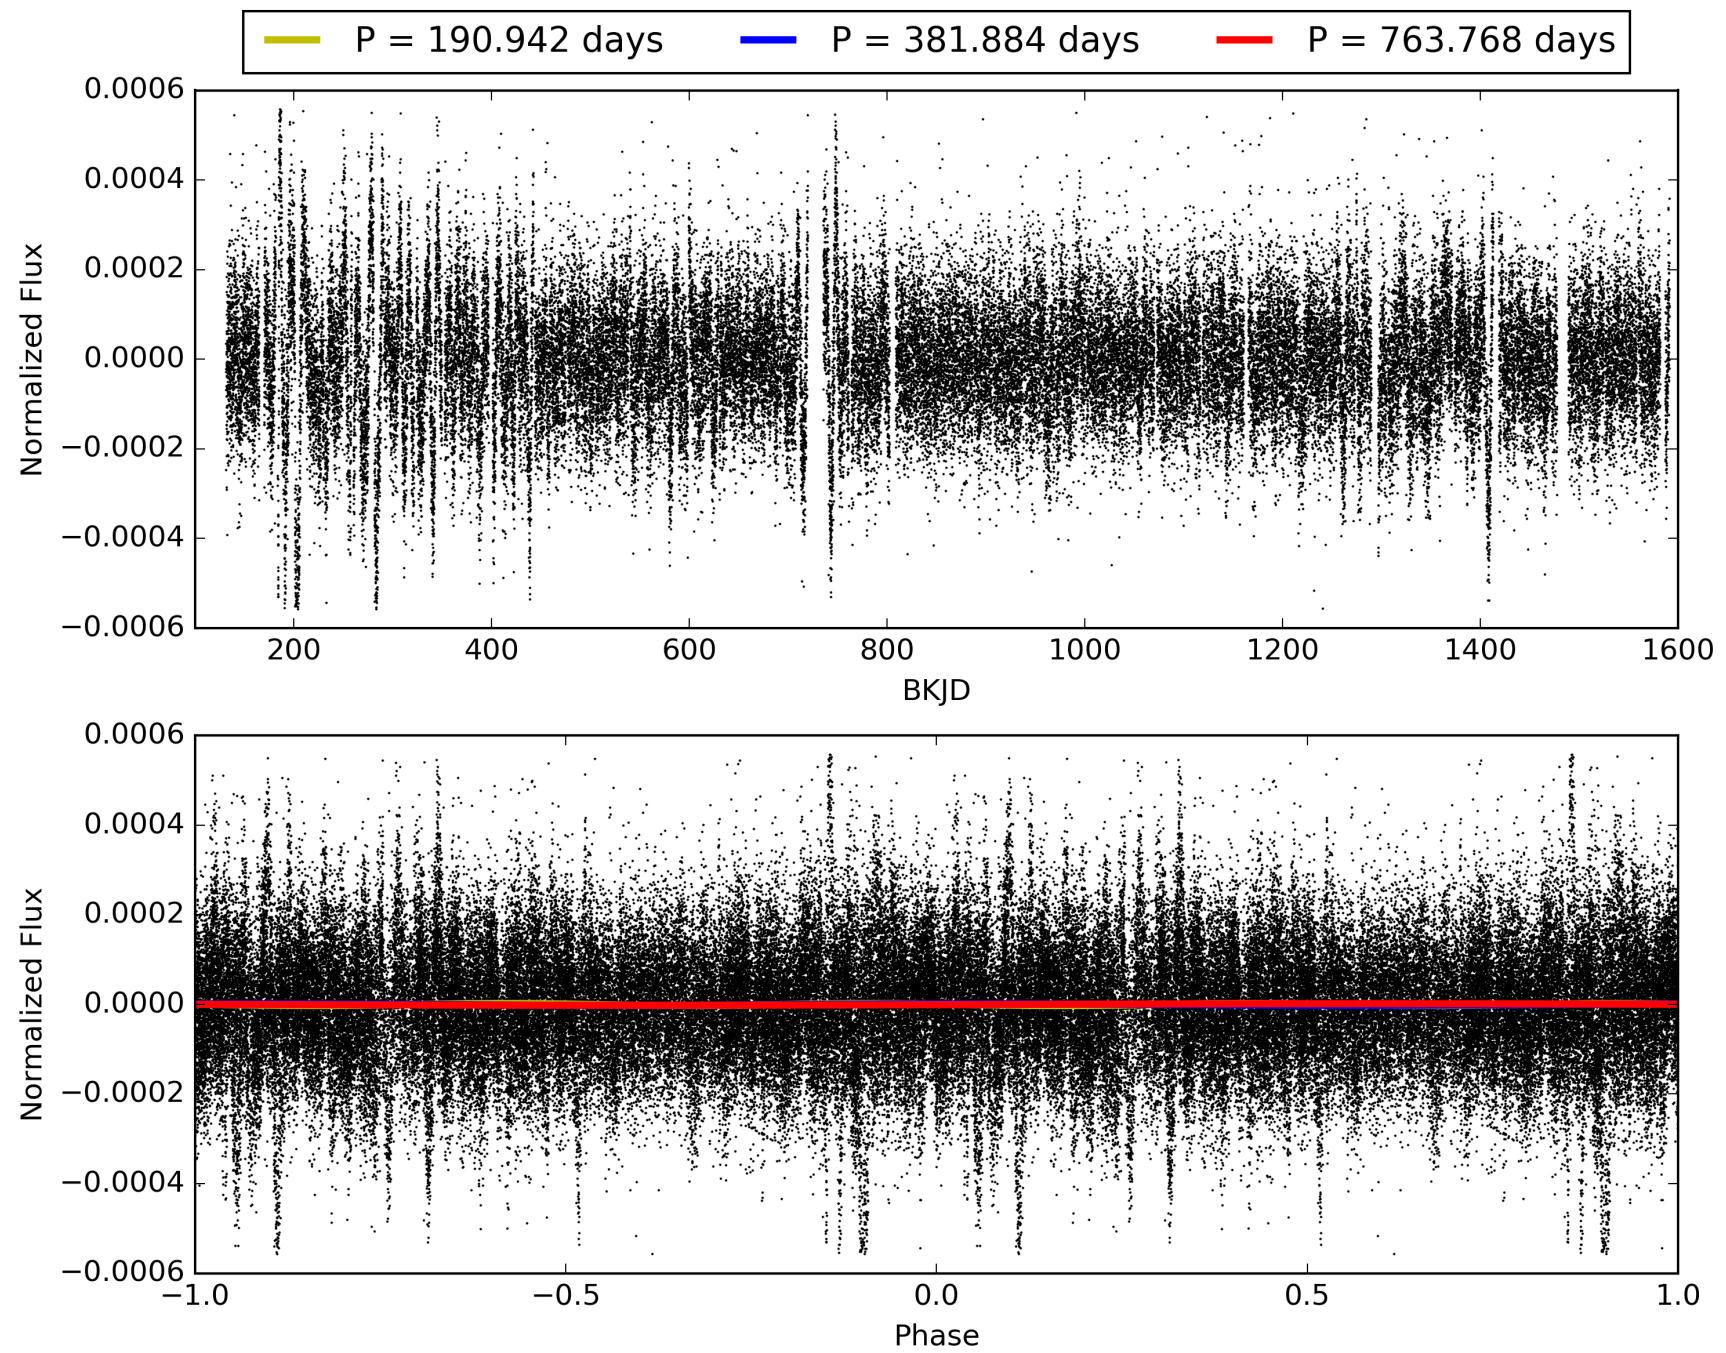 P = 190.942 days P = 381.884 days P = 763.768 days
0.0006
0.0004
0.0002
0.0000
−0.0002
−0.0004
−0.0006
Normalized Flux
200 400 600 800 1000 1200 1400 1600
BKJD
0.0006
0.0004
0.0002
0.0000
−0.0002
−0.0004
−0.0006
Normalized Flux
−1.0 −0.5 0.0 0.5 1.0
Phase